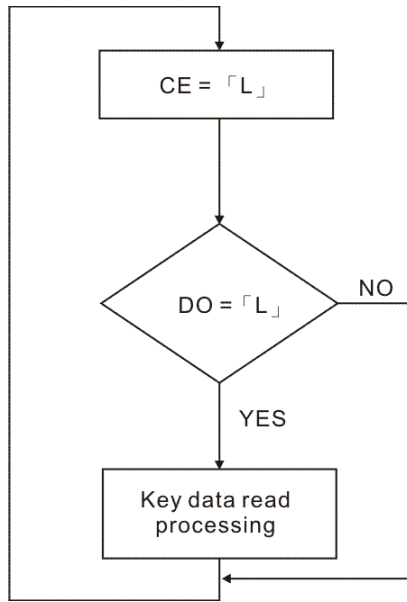 CE = 「L」
DO = 「L」
NO
YES
Key data read
processing